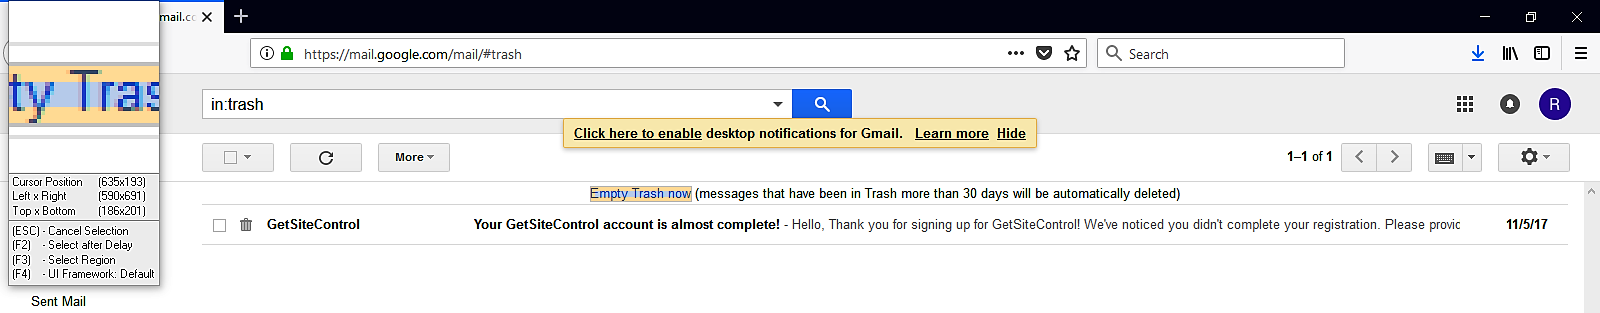 mail.co
https://mail.google.com/mail/#trash
Search
ty Tras
in:trash
R
Click here to enable desktop notifications for Gmail. Learn more Hide
More
1–1 of 1
Cursor Position (635x193)
Left x Right (590x691)
Top x Bottom (186x201)
(ESC) - Cancel Selection
(F2) - Select after Delay
(F3) - Select Region
(F4) - UI Framework: Default
Empty Trash now (messages that have been in Trash more than 30 days will be automatically deleted)
GetSiteControl Your GetSiteControl account is almost complete! - Hello, Thank you for signing up for GetSiteControl! We've noticed you didn't complete your registration. Please provic 11/5/17
Sent Mail